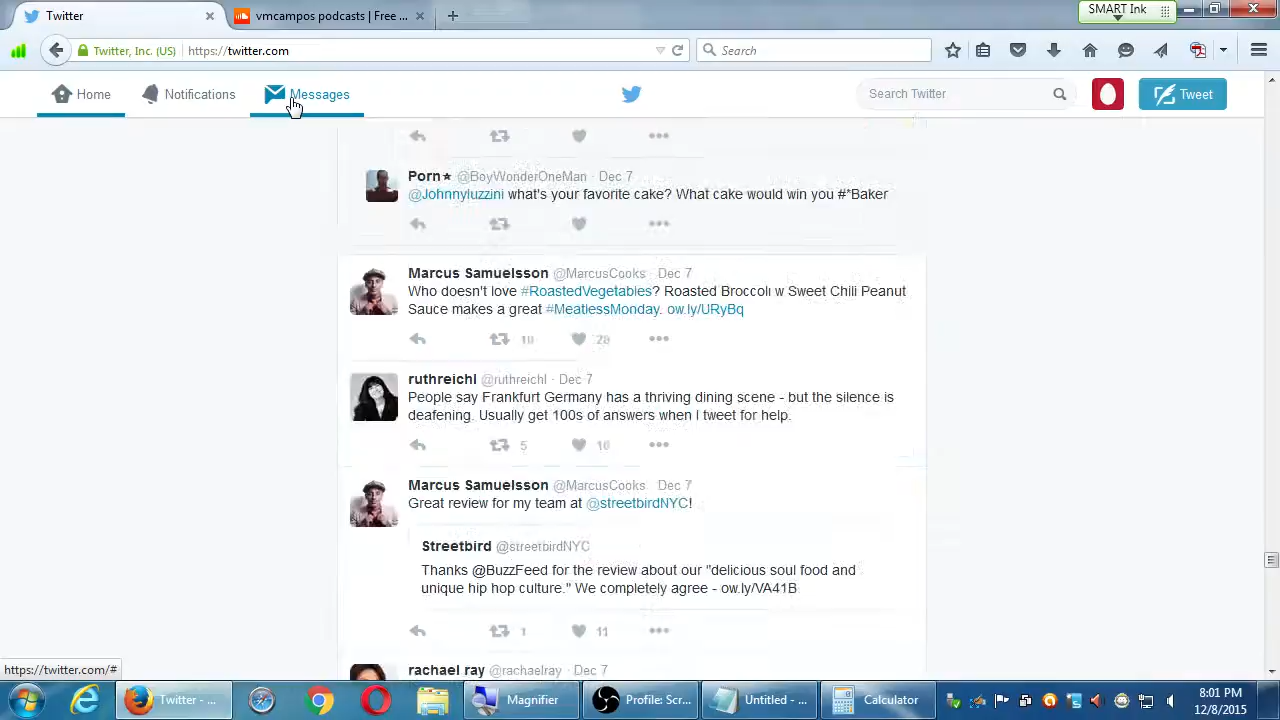 Twitter
vmcampos podcasts | Free ...
SMART Ink
Twitter, Inc. (US)
https://twitter.com
Search
Home
Notifications
Messages
Search Twitter
Tweet
Porn★ @BoyWonderOneMan · Dec 7
@Johnnyluzzini what's your favorite cake? What cake would win you #*Baker
Marcus Samuelsson @MarcusCooks · Dec 7
Who doesn't love #RoastedVegetables? Roasted Broccoli w Sweet Chili Peanut
Sauce makes a great #MeatlessMonday. ow.ly/URyBq
10 28
ruthreichl @ruthreichl · Dec 7
People say Frankfurt Germany has a thriving dining scene - but the silence is
deafening. Usually get 100s of answers when I tweet for help.
5 16
Marcus Samuelsson @MarcusCooks · Dec 7
Great review for my team at @streetbirdNYC!
Streetbird @streetbirdNYC
Thanks @BuzzFeed for the review about our "delicious soul food and
unique hip hop culture." We completely agree - ow.ly/VA41B
1 11
rachael ray @rachaelray · Dec 7
https://twitter.com/#
Twitter - ...
Magnifier
Profile: Scr...
Untitled - ...
Calculator
8:01 PM
12/8/2015